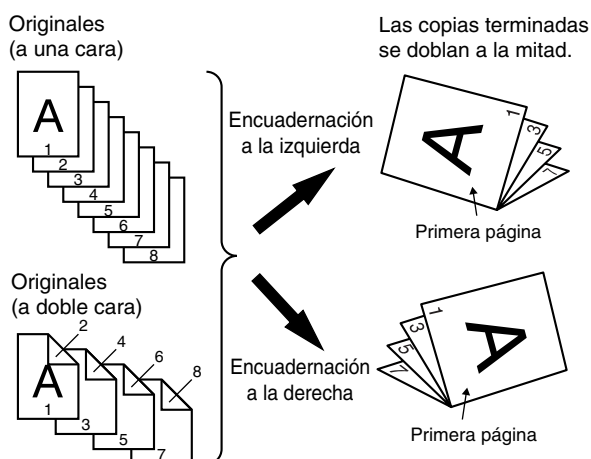 Originales
(a una cara)
A
1
2
3
4
5
6
7
8
Originales
(a doble cara)
A
1
2
3
4
5
6
7
8
Encuadernación
a la izquierda
Encuadernación
a la derecha
Las copias terminadas
se doblan a la mitad.
A
1
3
5
7
Primera página
A
1
3
5
7
Primera página